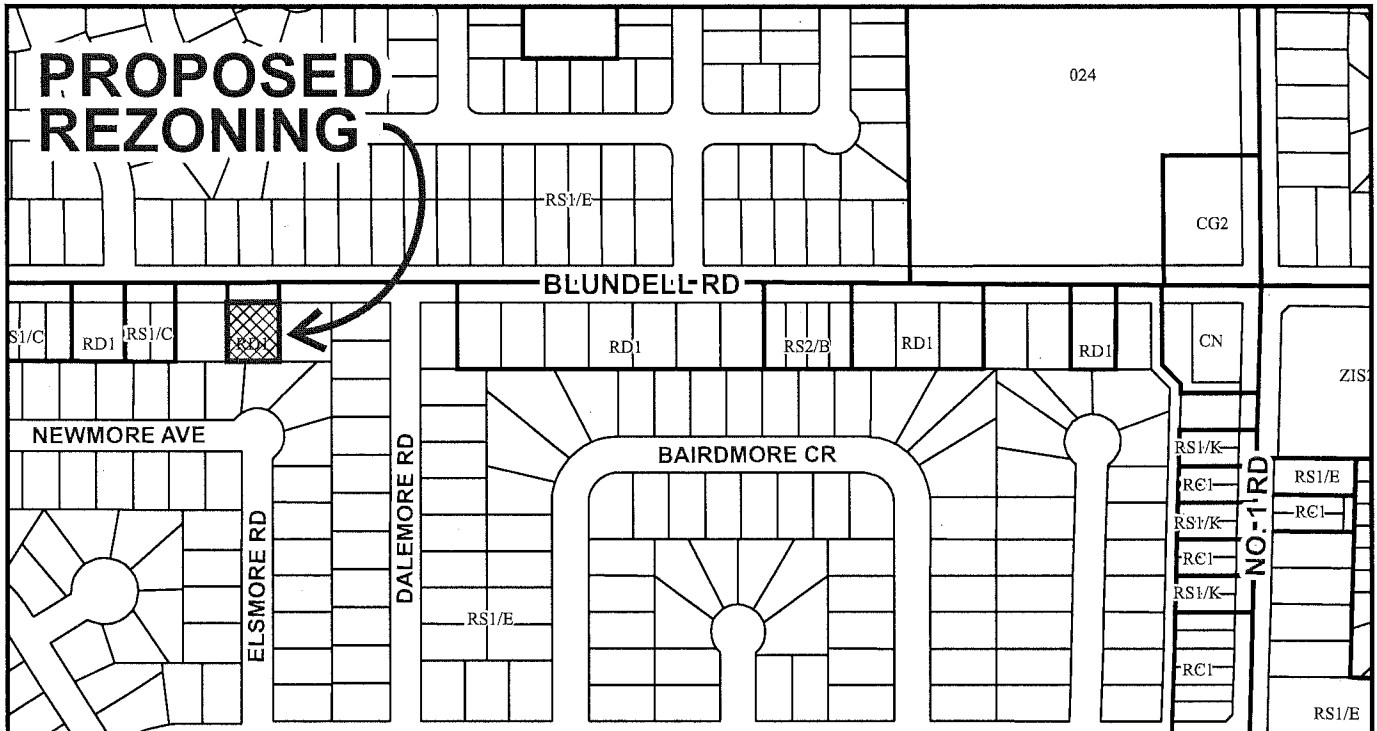 PROPOSED
REZONING
024
RS1/E
CG2
BLUNDELL RD
S1/C
RD1
RS1/C
RD1
RD1
RS2/B
RD1
RD1
CN
NEWMORE AVE
BAIRDMORE CR
ELSMORE RD
DALEMORE RD
RS1/E
NO. 1 RD
RS1/K
RC1
RS1/K
RC1
RS1/K
RC1
ZIS
RS1/E
RC1
RS1/E